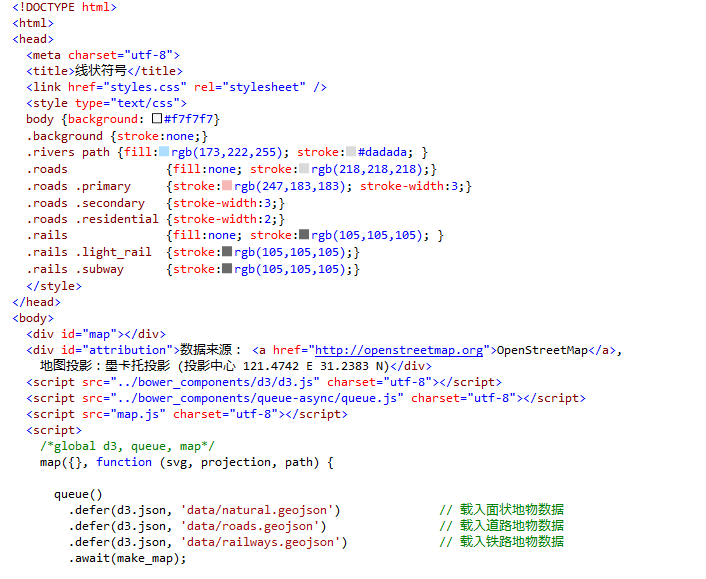 <!DOCTYPE html>
<html>
<head>
  <meta charset="utf-8">
  <title>线状符号</title>
  <link href="styles.css" rel="stylesheet" />
  <style type="text/css">
  body {background: #f7f7f7}
  .background {stroke:none;}
  .rivers path {fill:rgb(173,222,255); stroke:#dadada; }
  .roads              {fill:none; stroke:rgb(218,218,218);}
  .roads .primary     {stroke:rgb(247,183,183); stroke-width:3;}
  .roads .secondary   {stroke-width:3;}
  .roads .residential {stroke-width:2;}
  .rails              {fill:none; stroke:rgb(105,105,105); }
  .rails .light_rail  {stroke:rgb(105,105,105);}
  .rails .subway      {stroke:rgb(105,105,105);}
  </style>
</head>
<body>
  <div id="map"></div>
  <div id="attribution">数据来源: <a href="http://openstreetmap.org">OpenStreetMap</a>,
    地图投影:墨卡托投影 (投影中心 121.4742 E 31.2383 N)</div>
  <script src="../bower_components/d3/d3.js" charset="utf-8"></script>
  <script src="../bower_components/queue-async/queue.js" charset="utf-8"></script>
  <script src="map.js" charset="utf-8"></script>
  <script>
    /*global d3, queue, map*/
    map({}, function (svg, projection, path) {

      queue()
        .defer(d3.json, 'data/natural.geojson')              // 载入面状地物数据
        .defer(d3.json, 'data/roads.geojson')                // 载入道路地物数据
        .defer(d3.json, 'data/railways.geojson')             // 载入铁路地物数据
        .await(make_map);